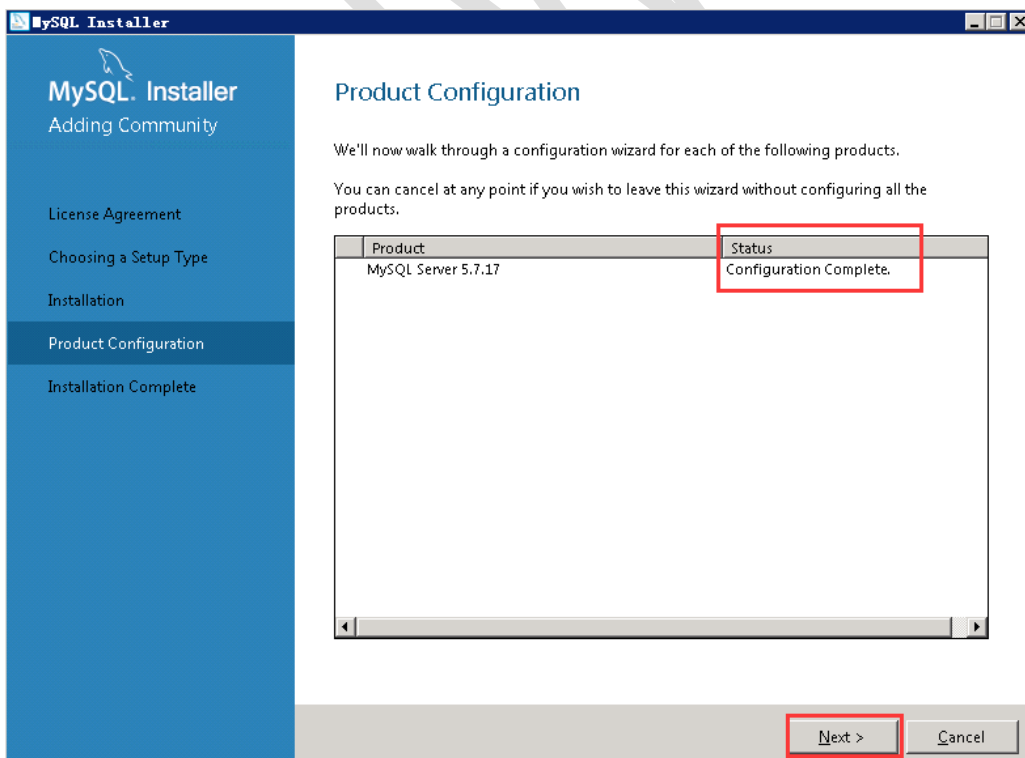 MySQL Installer
MySQL. Installer
Adding Community
License Agreement
Choosing a Setup Type
Installation
Product Configuration
Installation Complete
Product Configuration
We'll now walk through a configuration wizard for each of the following products.
You can cancel at any point if you wish to leave this wizard without configuring all the
products.
Product Status
MySQL Server 5.7.17 Configuration Complete.
Next > Cancel